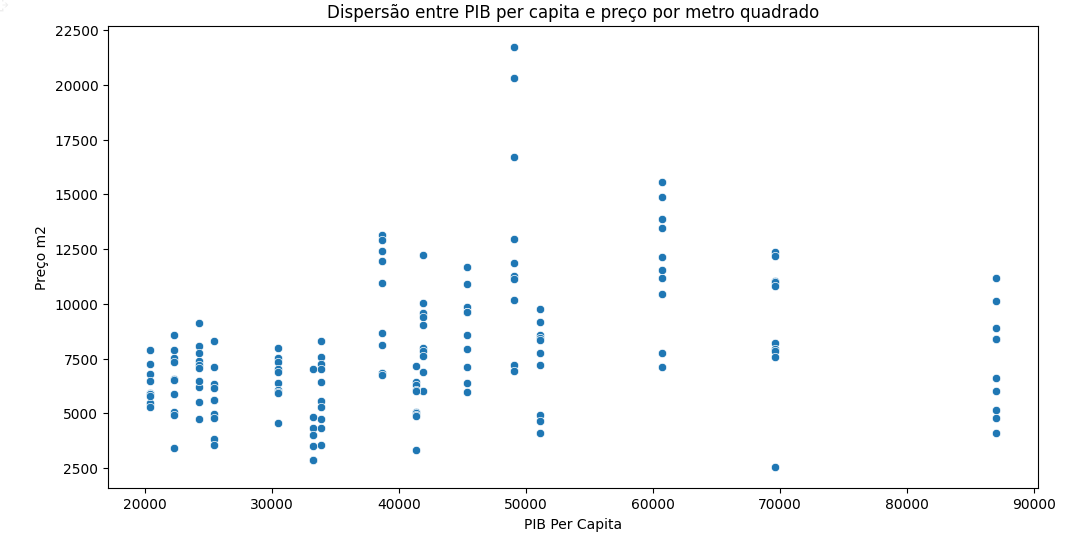 Dispersão entre PIB per capita e preço por metro quadrado
22500
20000
17500
15000
12500
10000
7500
5000
2500
Preço m2
20000 30000 40000 50000 60000 70000 80000 90000
PIB Per Capita